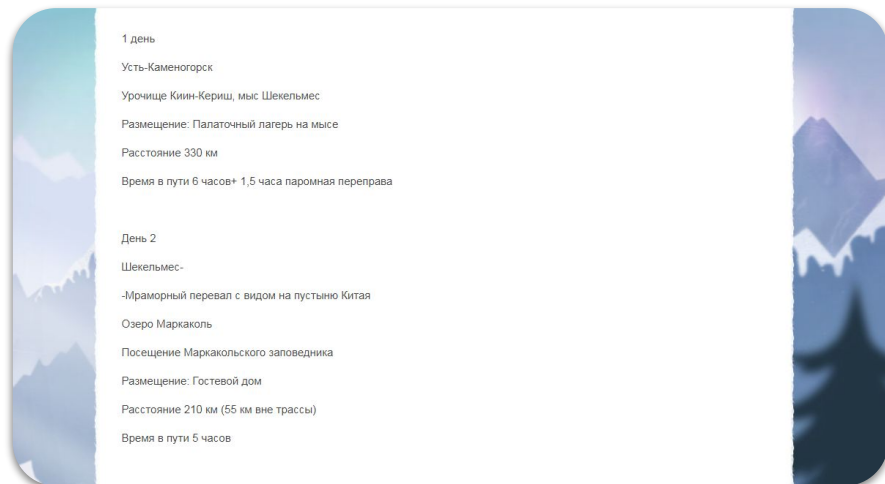 1 день
Усть-Каменогорск
Урочище Киин-Кериш, мыс Шекельмес
Размещение: Палаточный лагерь на мысе
Расстояние 330 км
Время в пути 6 часов+ 1,5 часа паромная переправа
День 2
Шекельмес-
-Мраморный перевал с видом на пустыню Китая
Озеро Маркаколь
Посещение Маркакольского заповедника
Размещение: Гостевой дом
Расстояние 210 км (55 км вне трассы)
Время в пути 5 часов